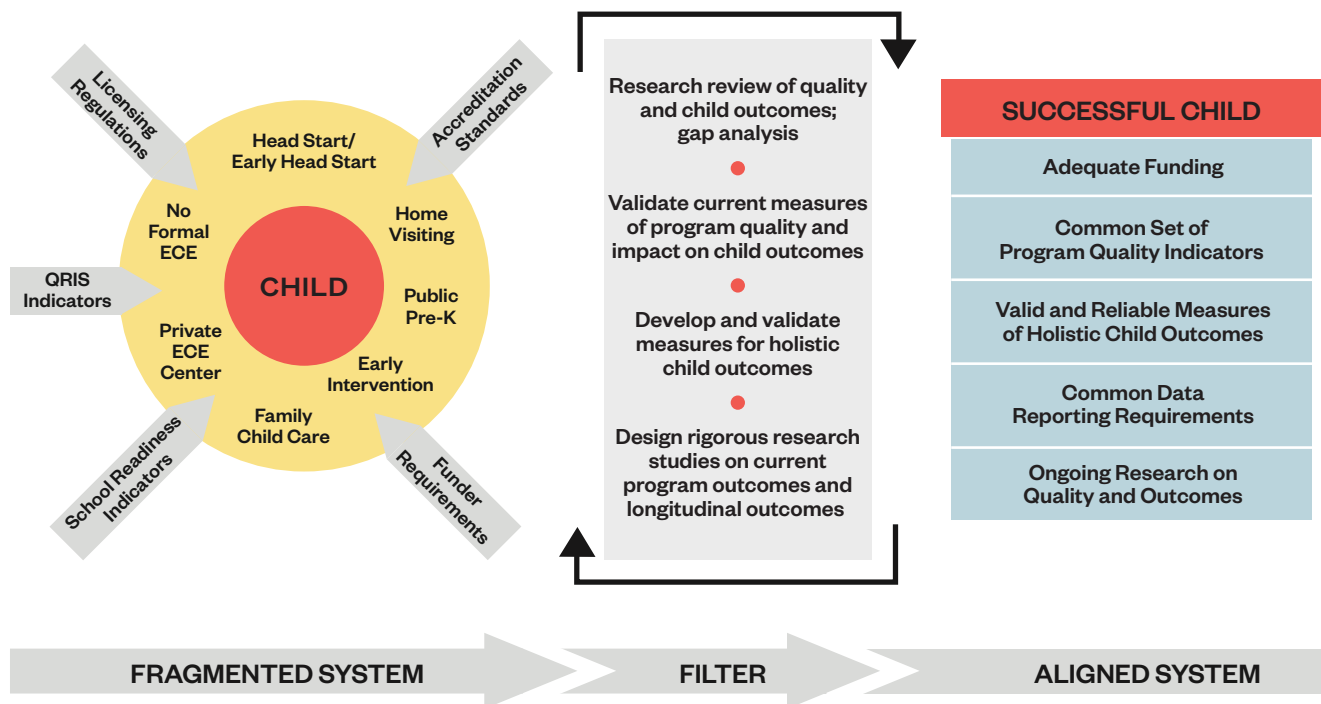 Licensing
Regulations
Accreditation
Standards
QRIS
Indicators
School Readiness
Indicators
Funder
Requirements
Head Start/
Early Head Start
No
Formal
ECE
Home
Visiting
CHILD
Public
Pre-K
Private
ECE
Center
Early
Intervention
Family
Child Care
Research review of quality
and child outcomes;
gap analysis
Validate current measures
of program quality and
impact on child outcomes
Develop and validate
measures for holistic
child outcomes
Design rigorous research
studies on current
program outcomes and
longitudinal outcomes
SUCCESSFUL CHILD
Adequate Funding
Common Set of
Program Quality Indicators
Valid and Reliable Measures
of Holistic Child Outcomes
Common Data
Reporting Requirements
Ongoing Research on
Quality and Outcomes
FRAGMENTED SYSTEM
FILTER
ALIGNED SYSTEM